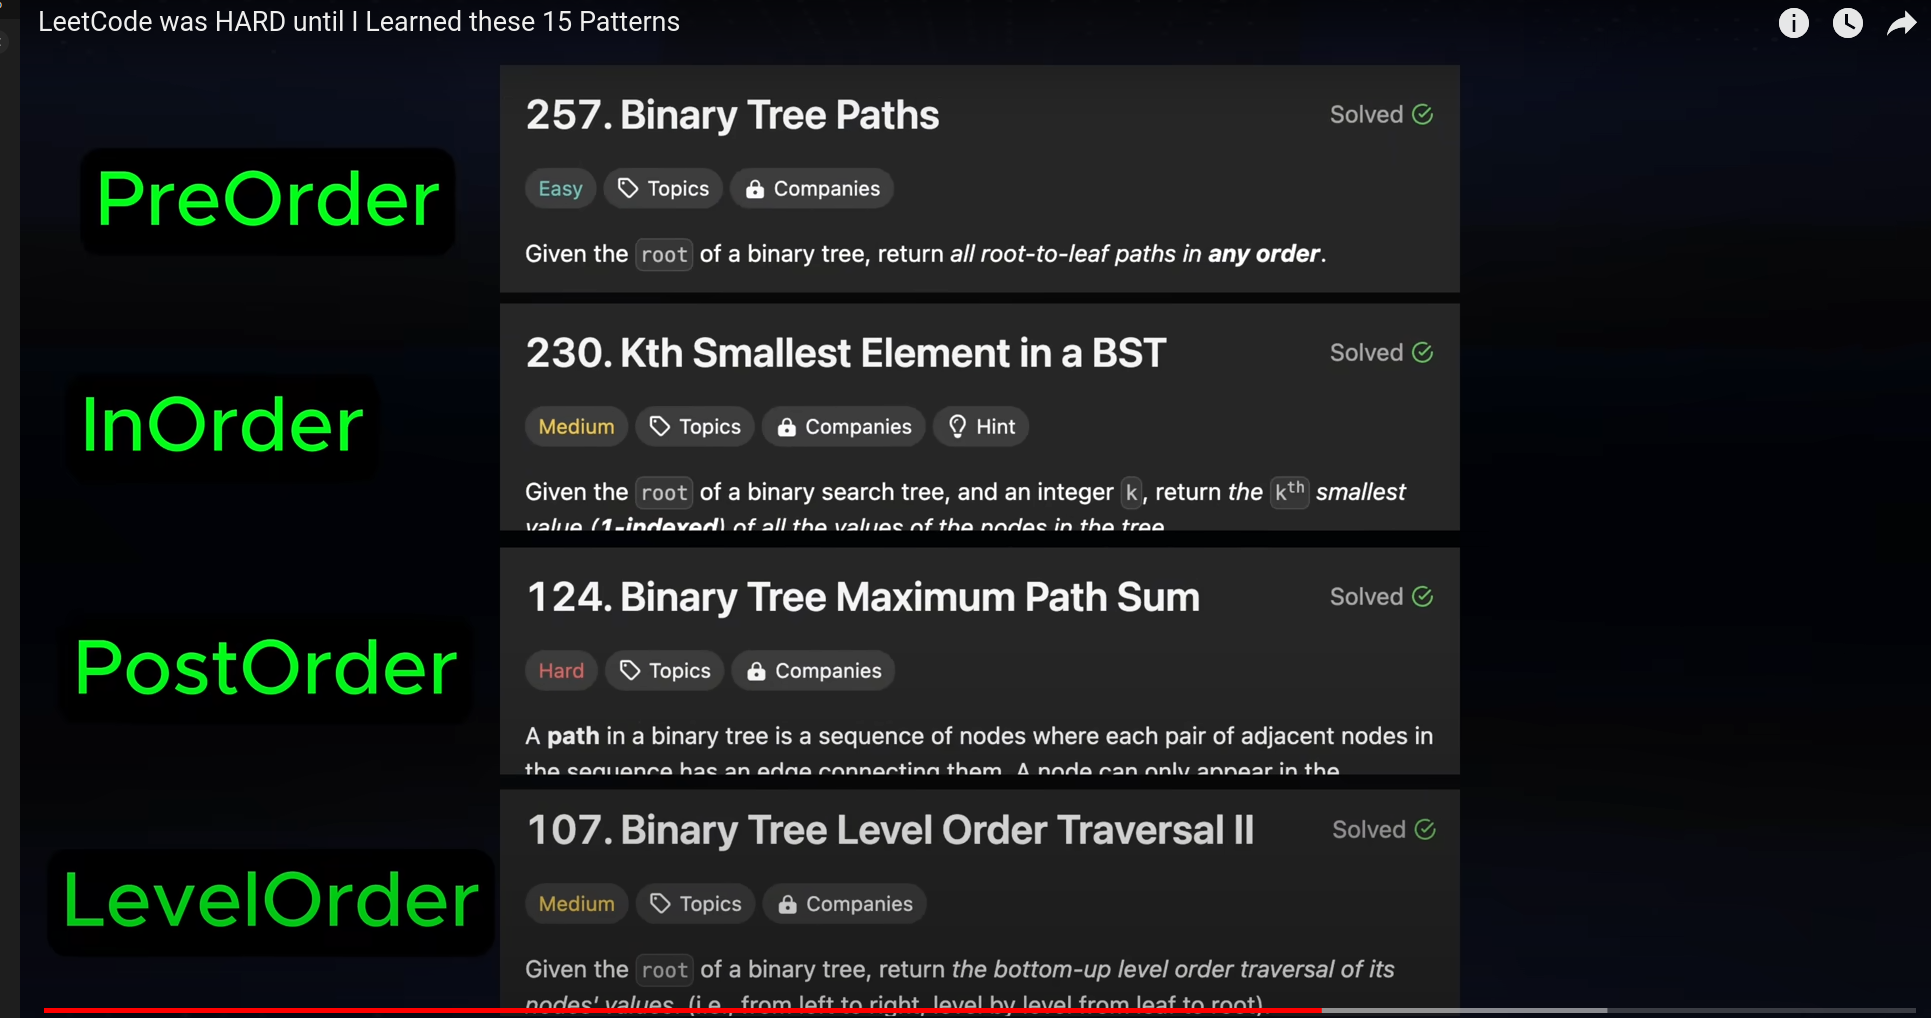 LeetCode was HARD until I Learned these 15 Patterns
PreOrder
257. Binary Tree Paths
Solved
Easy Topics Companies
Given the root of a binary tree, return all root-to-leaf paths in any order.
InOrder
230. Kth Smallest Element in a BST
Solved
Medium Topics Companies Hint
Given the root of a binary search tree, and an integer k, return the kth smallest
value (1-indexed) of all the values of the nodes in the tree.
PostOrder
124. Binary Tree Maximum Path Sum
Solved
Hard Topics Companies
A path in a binary tree is a sequence of nodes where each pair of adjacent nodes in
the sequence has an edge connecting them. A node can only appear in the
LevelOrder
107. Binary Tree Level Order Traversal II
Solved
Medium Topics Companies
Given the root of a binary tree, return the bottom-up level order traversal of its
nodes' values. (i.e., from left to right, level by level from leaf to root).